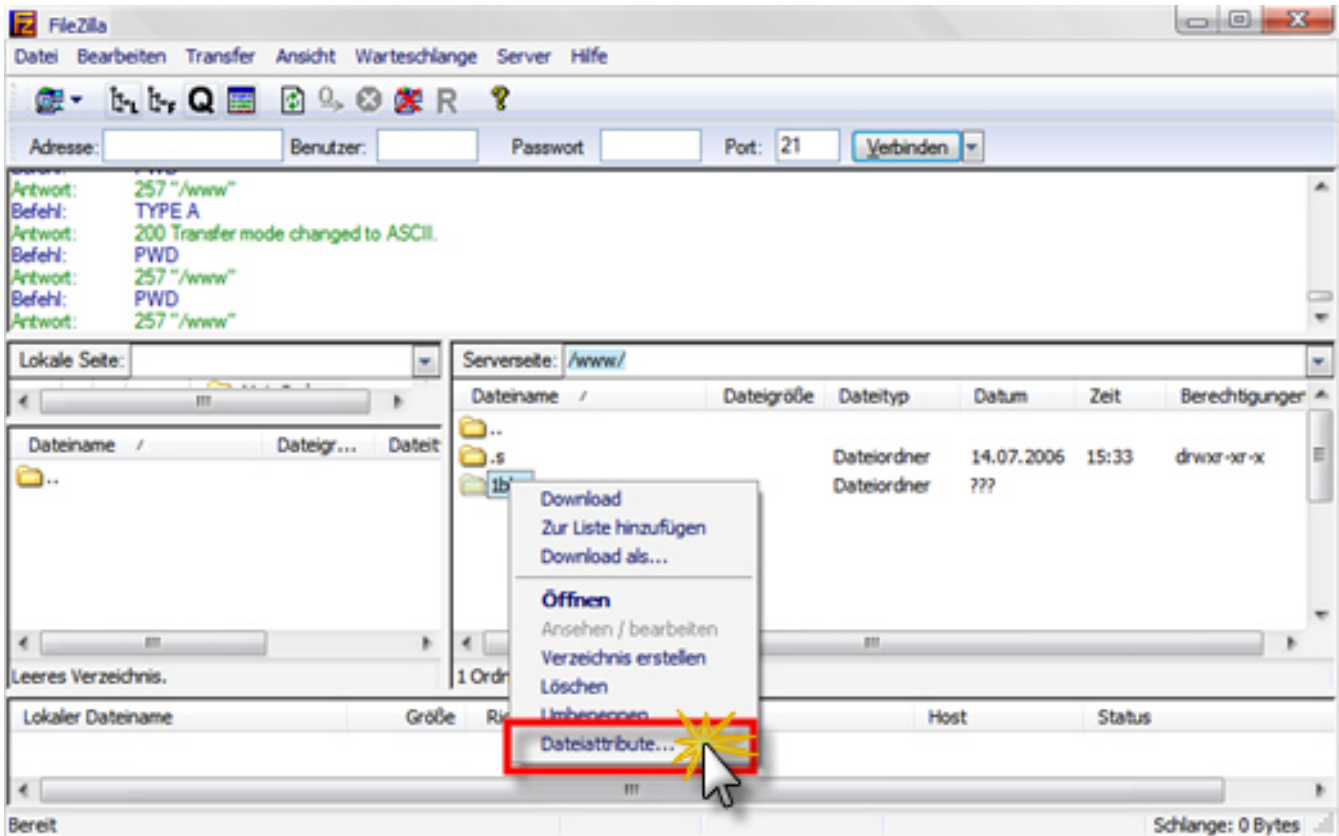 FileZilla
Datei Bearbeiten Transfer Ansicht Warteschlange Server Hilfe
Adresse: Benutzer: Passwort Port: 21 Verbinden
Antwort: 257 "/www"
Befehl: TYPE A
Antwort: 200 Transfer mode changed to ASCII.
Befehl: PWD
Antwort: 257 "/www"
Befehl: PWD
Antwort: 257 "/www"
Lokale Seite:
Serverseite: /www/
Dateiname / Dateigröße Dateityp Datum Zeit Berechtigungen
..
.s Dateiordner 14.07.2006 15:33 drwxr-xr-x
Dateiordner ???
Dateiname / Dateigr... Dateit
..
Download
Zur Liste hinzufügen
Download als...
Öffnen
Ansehen / bearbeiten
Verzeichnis erstellen
Löschen
Umbenennen
Dateiattribute...
Leeres Verzeichnis.
1 Ordn
Lokaler Dateiname Größe Host Status
Bereit
Schlange: 0 Bytes